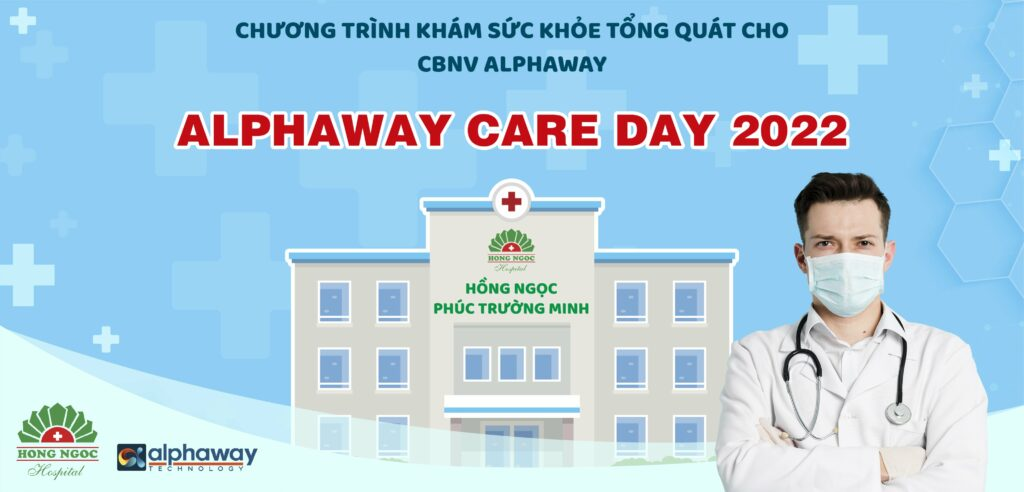 CHƯƠNG TRÌNH KHÁM SỨC KHỎE TỔNG QUÁT CHO
CBNV ALPHAWAY
ALPHAWAY CARE DAY 2022
HONG NGOC
Hospital
HỒNG NGỌC
PHÚC TRƯỜNG MINH
HONG NGOC
Hospital
alphaway
TECHNOLOGY